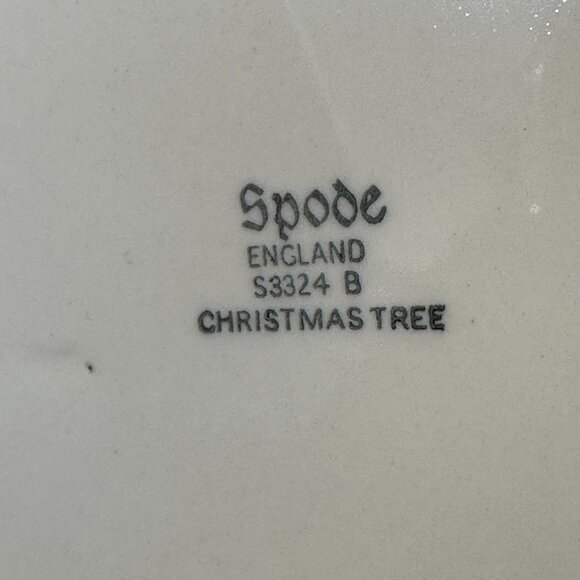 Spode
ENGLAND
S3324 B
CHRISTMAS TREE